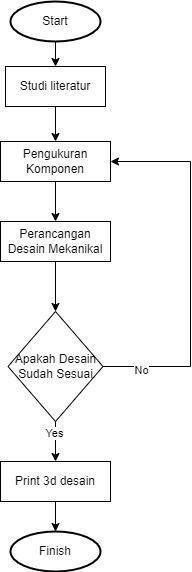 Start
Studi literatur
Pengukuran
Komponen
Perancangan
Desain Mekanikal
Apakah Desain
Sudah Sesuai
No
Yes
Print 3d desain
Finish